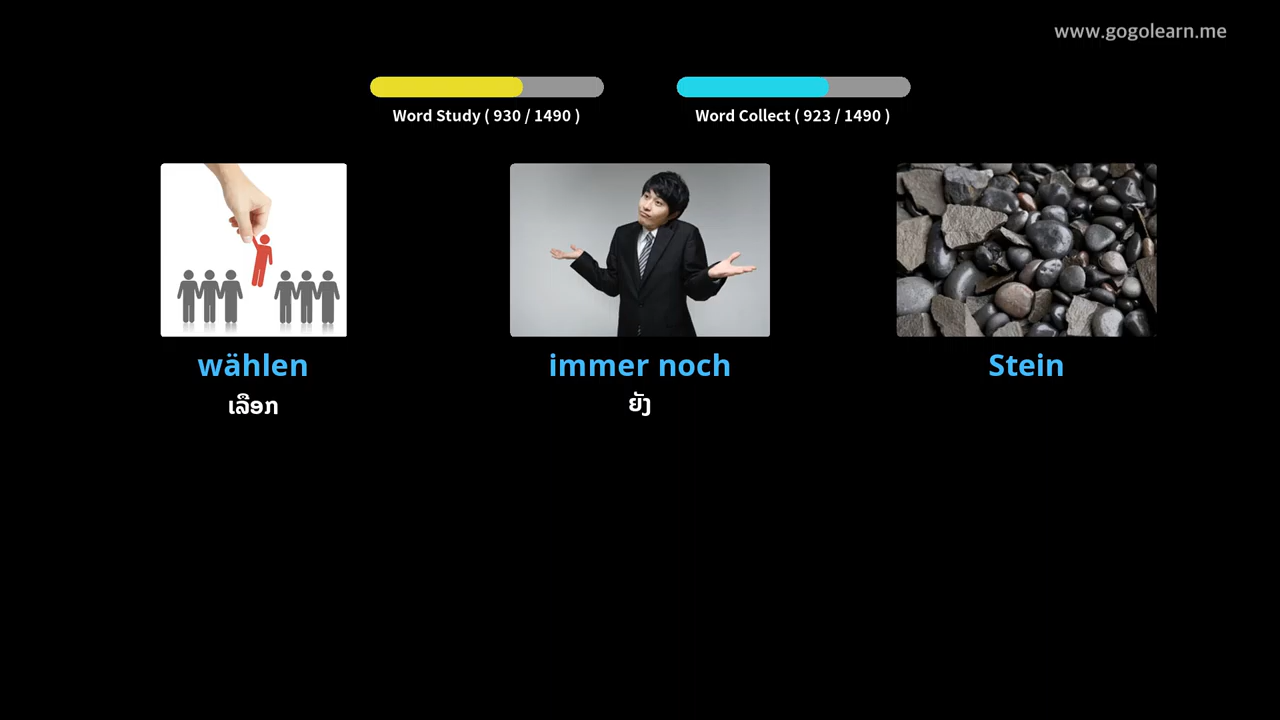 www.gogolearn.me
Word Study ( 930 / 1490 )
Word Collect ( 923 / 1490 )
wählen
immer noch
Stein
ເລືອກ
ຍັງ